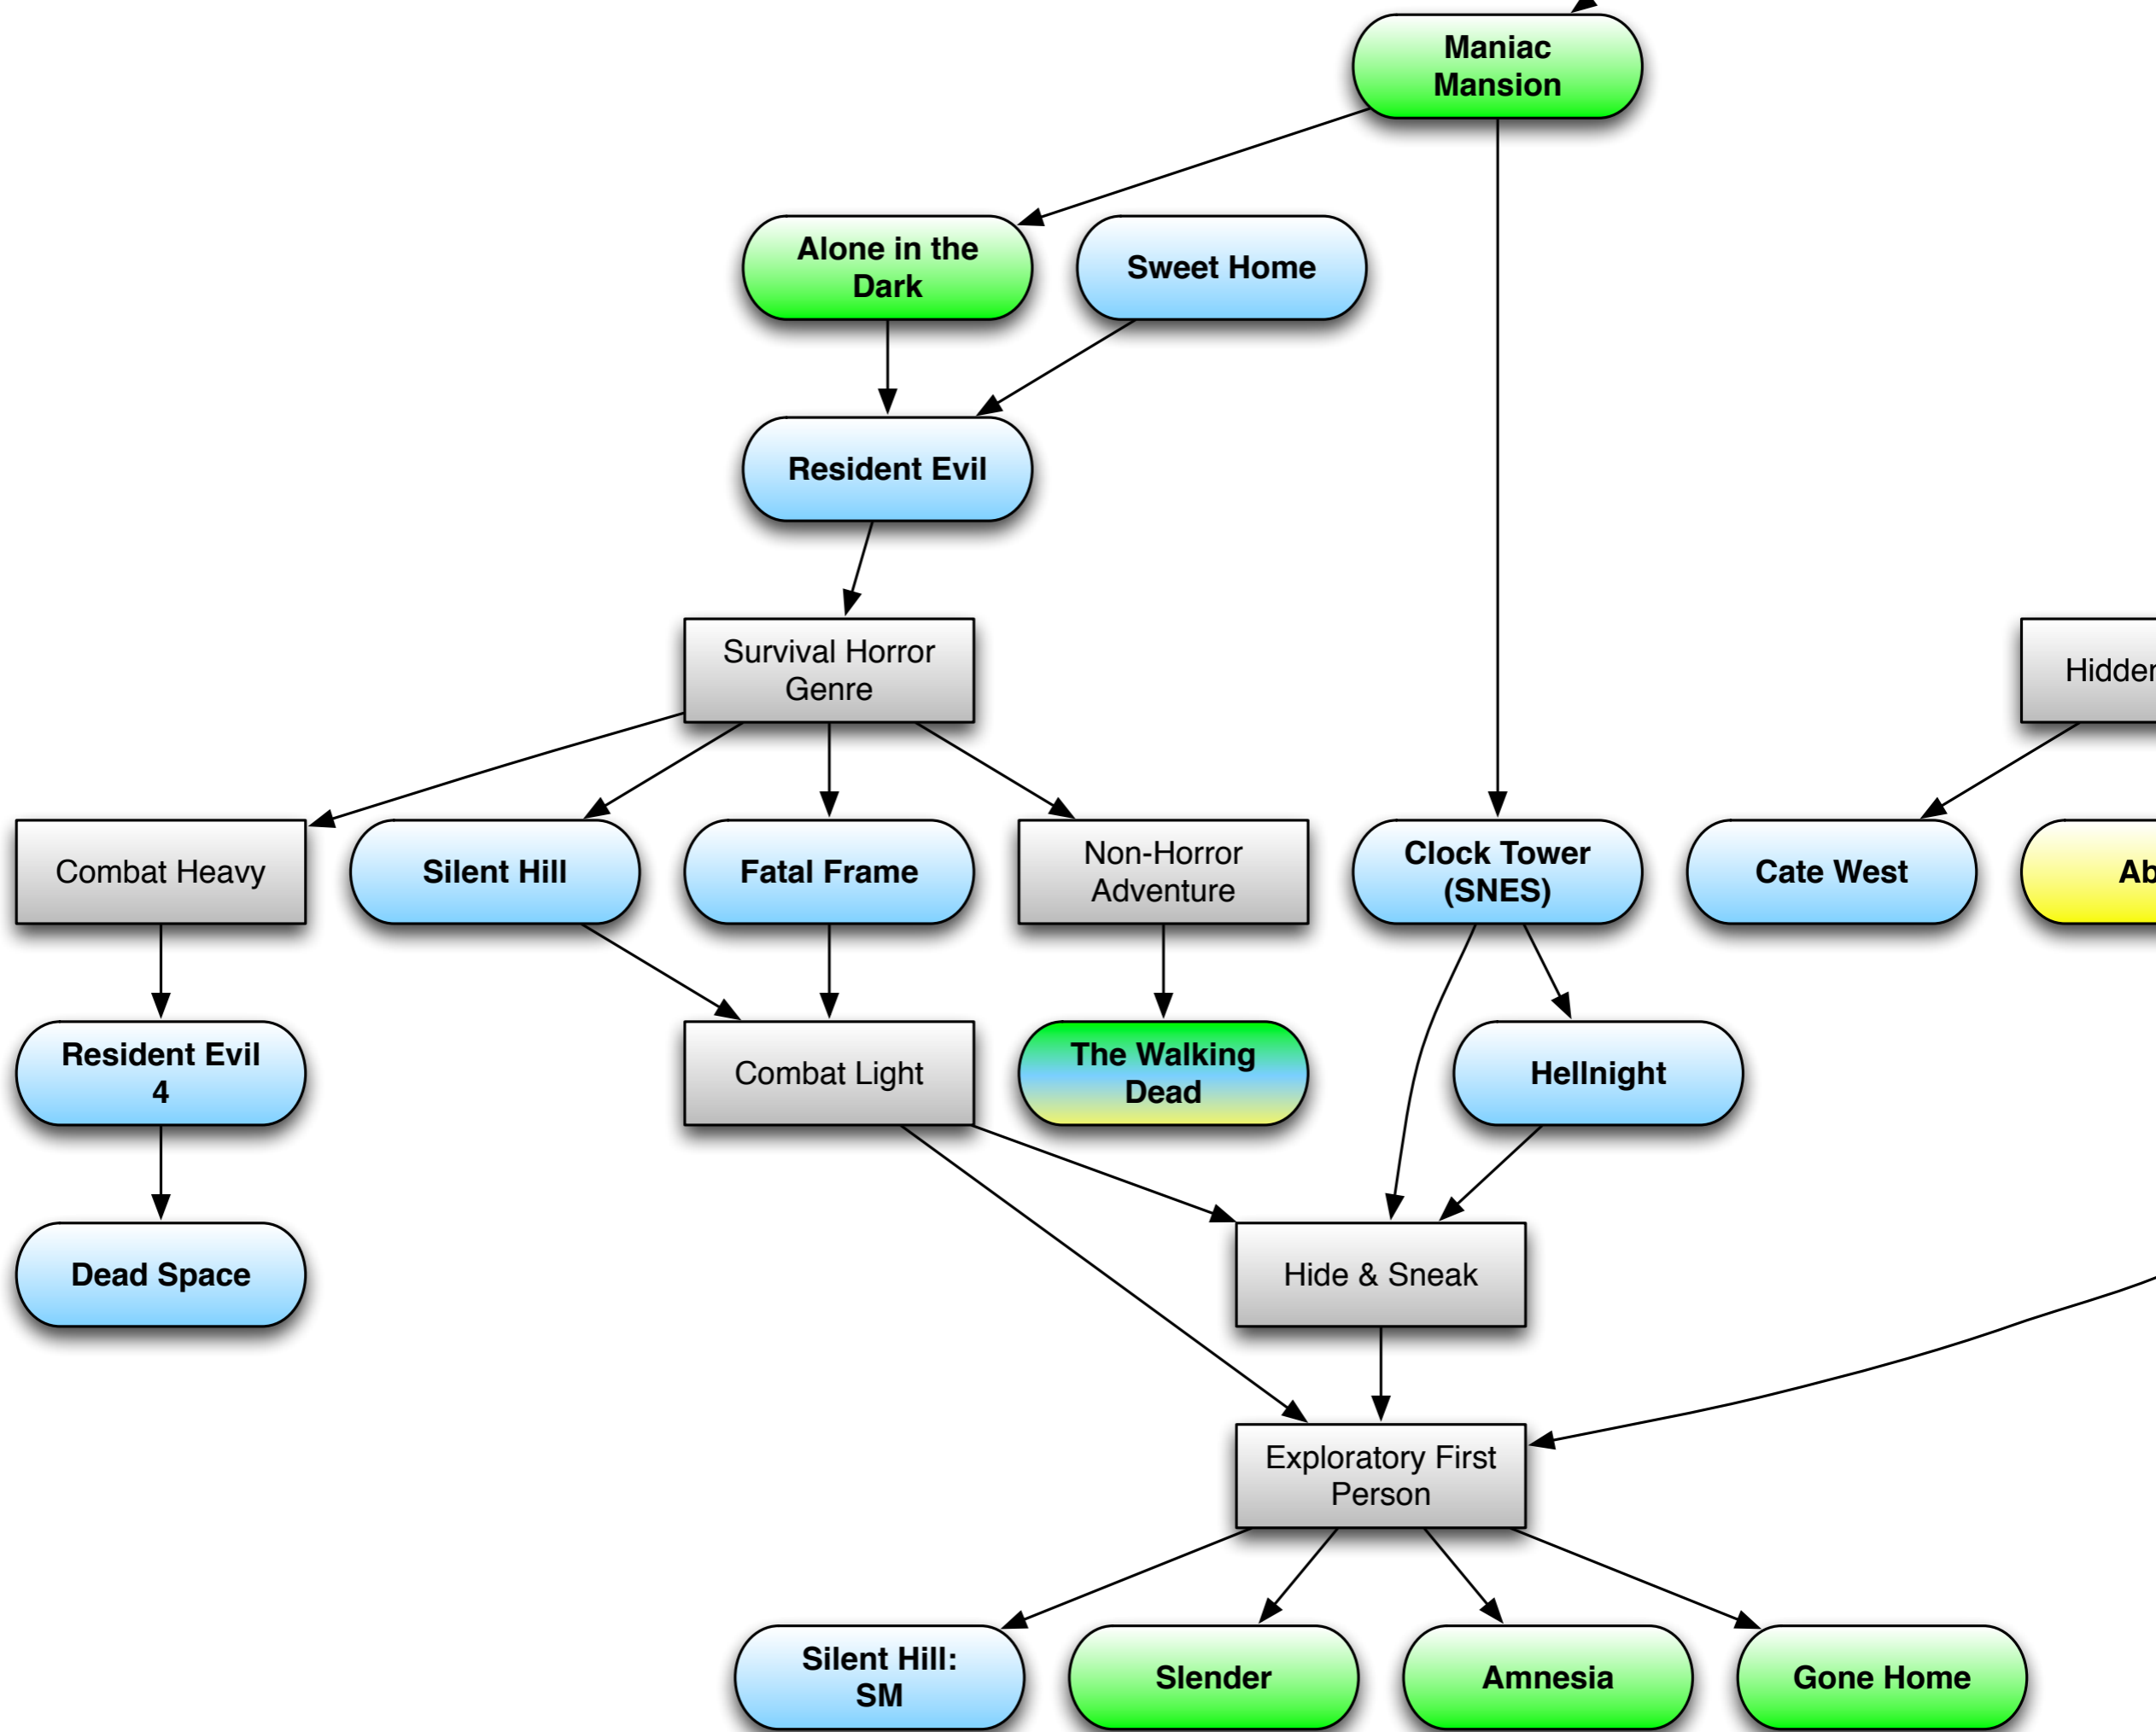 Maniac
Mansion
Alone in the
Dark
Sweet Home
Resident Evil
Survival Horror
Genre
Combat Heavy
Silent Hill
Fatal Frame
Non-Horror
Adventure
Clock Tower
(SNES)
Cate West
Resident Evil
4
Combat Light
The Walking
Dead
Hellnight
Dead Space
Hide & Sneak
Exploratory First
Person
Silent Hill:
SM
Slender
Amnesia
Gone Home